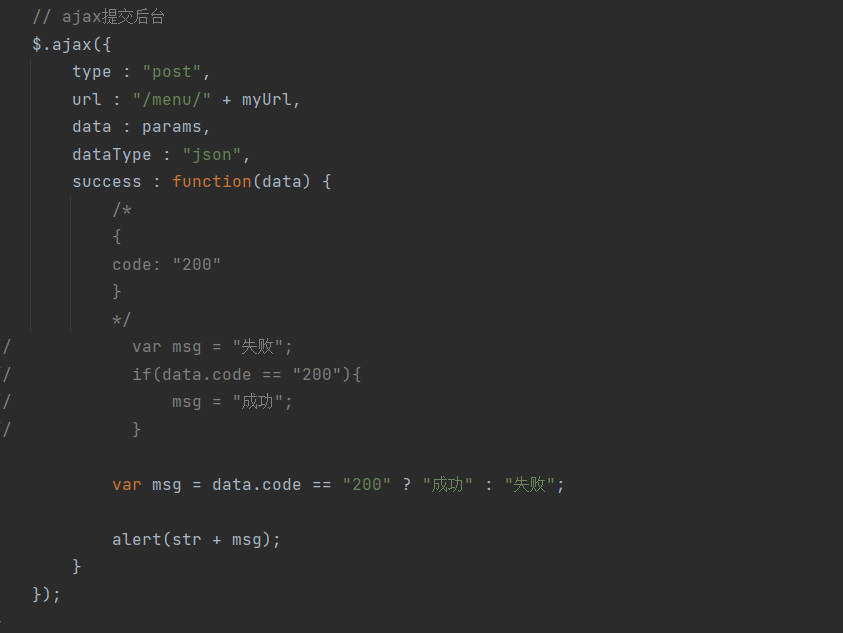 // ajax提交后台
$.ajax({
type : "post",
url : "/menu/" + myUrl,
data : params,
dataType : "json",
success : function(data) {
/*
{
code: "200"
}
*/
/ var msg = "失败";
/ if(data.code == "200"){
/ msg = "成功";
/ }
var msg = data.code == "200" ? "成功" : "失败";
alert(str + msg);
}
});